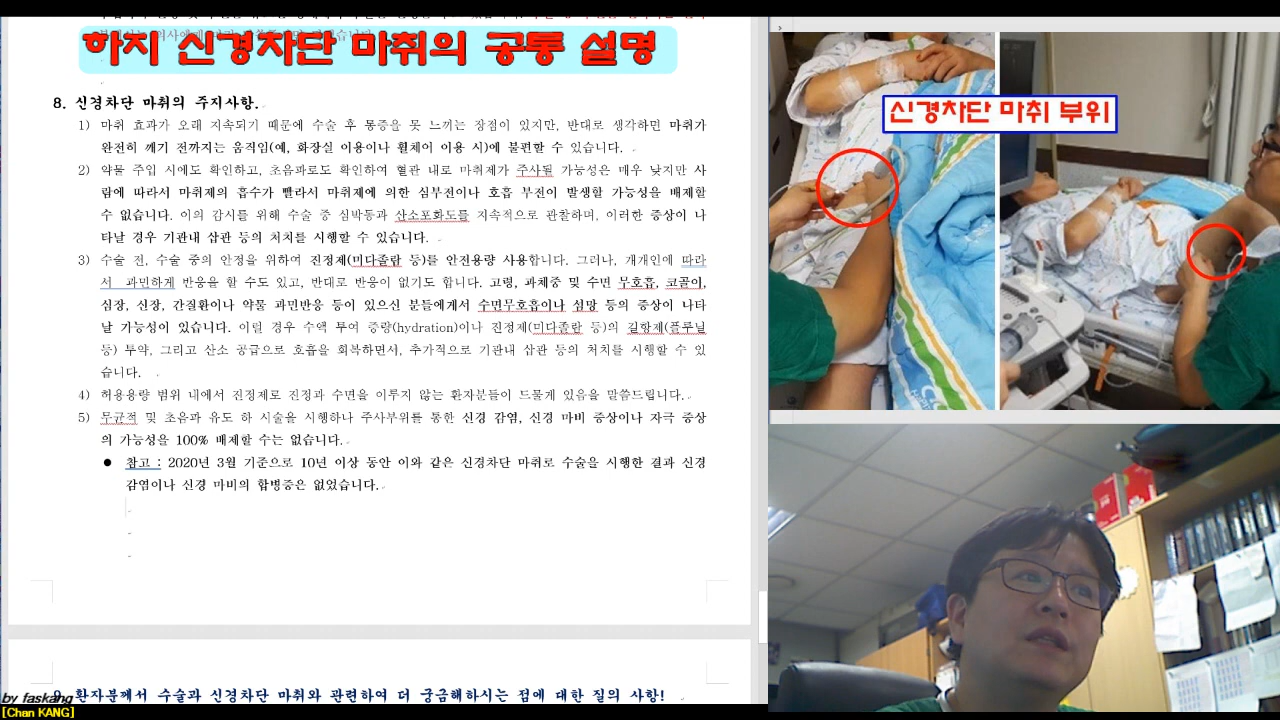 하지 신경차단 마취의 공통 설명
8. 신경차단 마취의 주지사항.
1) 마취 효과가 오래 지속되기 때문에 수술 후 통증을 못 느끼는 장점이 있지만, 반대로 생각하면 마취가
완전히 깨기 전까지는 움직임(예, 화장실 이용이나 휠체어 이용 시)에 불편할 수 있습니다.
2) 약물 주입 시에도 확인하고, 초음파로도 확인하여 혈관 내로 마취제가 주사될 가능성은 매우 낮지만 사
람에 따라서 마취제의 흡수가 빨라서 마취제에 의한 심부전이나 호흡 부전이 발생할 가능성을 배제할
수 없습니다. 이의 감시를 위해 수술 중 심박동과 산소포화도를 지속적으로 관찰하며, 이러한 증상이 나
타날 경우 기관내 삽관 등의 처치를 시행할 수 있습니다.
3) 수술 전, 수술 중의 안정을 위하여 진정제(미다졸람 등)를 안전용량 사용합니다. 그러나, 개개인에 따라
서 과민하게 반응을 할 수도 있고, 반대로 반응이 없기도 합니다. 고령, 과체중 및 수면 무호흡, 코골이,
심장, 신장, 간질환이나 약물 과민반응 등이 있으신 분들에게서 수면무호흡이나 섬망 등의 증상이 나타
날 가능성이 있습니다. 이럴 경우 수액 투여 증량(hydration)이나 진정제(미다졸람 등)의 길항제(플루닐
등) 투약, 그리고 산소 공급으로 호흡을 회복하면서, 추가적으로 기관내 삽관 등의 처치를 시행할 수 있
습니다.
4) 허용용량 범위 내에서 진정제로 진정과 수면을 이루지 않는 환자분들이 드물게 있음을 말씀드립니다.
5) 무균적 및 초음파 유도 하 시술을 시행하나 주사부위를 통한 신경 감염, 신경 마비 증상이나 자극 증상
의 가능성을 100% 배제할 수는 없습니다.
● 참고 : 2020년 3월 기준으로 10년 이상 동안 이와 같은 신경차단 마취로 수술을 시행한 결과 신경
감염이나 신경 마비의 합병증은 없었습니다.
9. 환자분께서 수술과 신경차단 마취와 관련하여 더 궁금해하시는 점에 대한 질의 사항!
by faskang
[Chan KANG]
신경차단 마취 부위